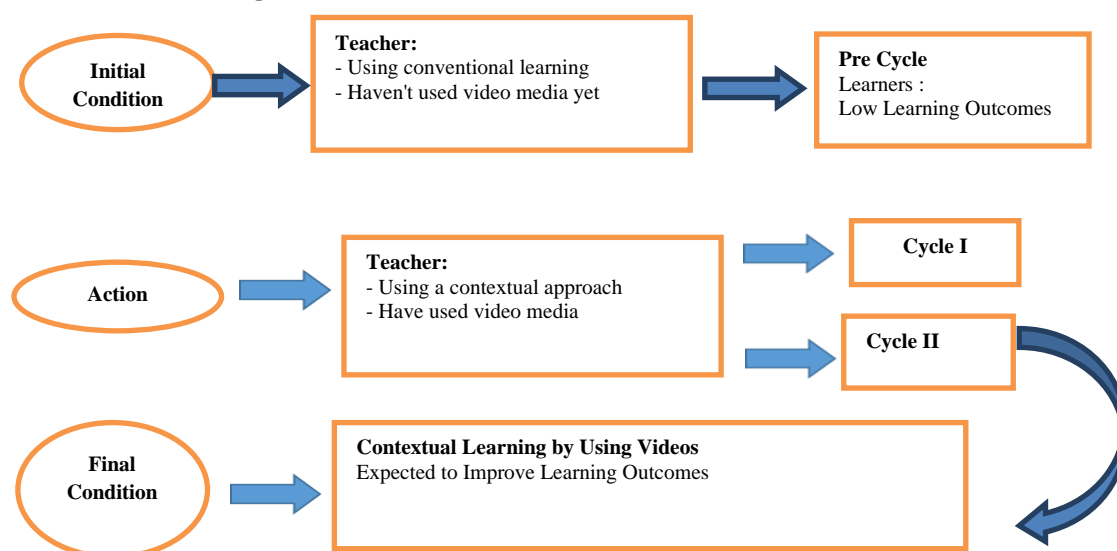 Initial
Condition
Teacher:
- Using conventional learning
- Haven't used video media yet
Pre Cycle
Learners :
Low Learning Outcomes
Action
Teacher:
- Using a contextual approach
- Have used video media
Cycle I
Cycle II
Final
Condition
Contextual Learning by Using Videos
Expected to Improve Learning Outcomes